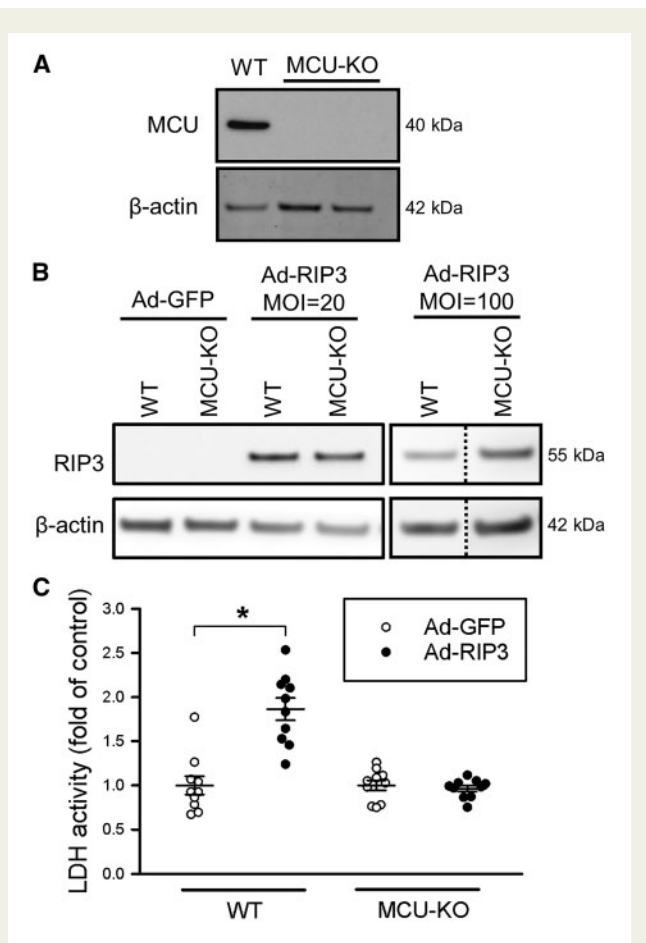 A
WT MCU-KO
MCU
40 kDa
β-actin
42 kDa
B
Ad-GFP
Ad-RIP3
MOI=20
Ad-RIP3
MOI=100
WT
MCU-KO
WT
MCU-KO
WT
MCU-KO
RIP3
55 kDa
β-actin
42 kDa
C
LDH activity (fold of control)
3.0
2.5
2.0
1.5
1.0
0.5
0.0
*
Ad-GFP
Ad-RIP3
WT
MCU-KO